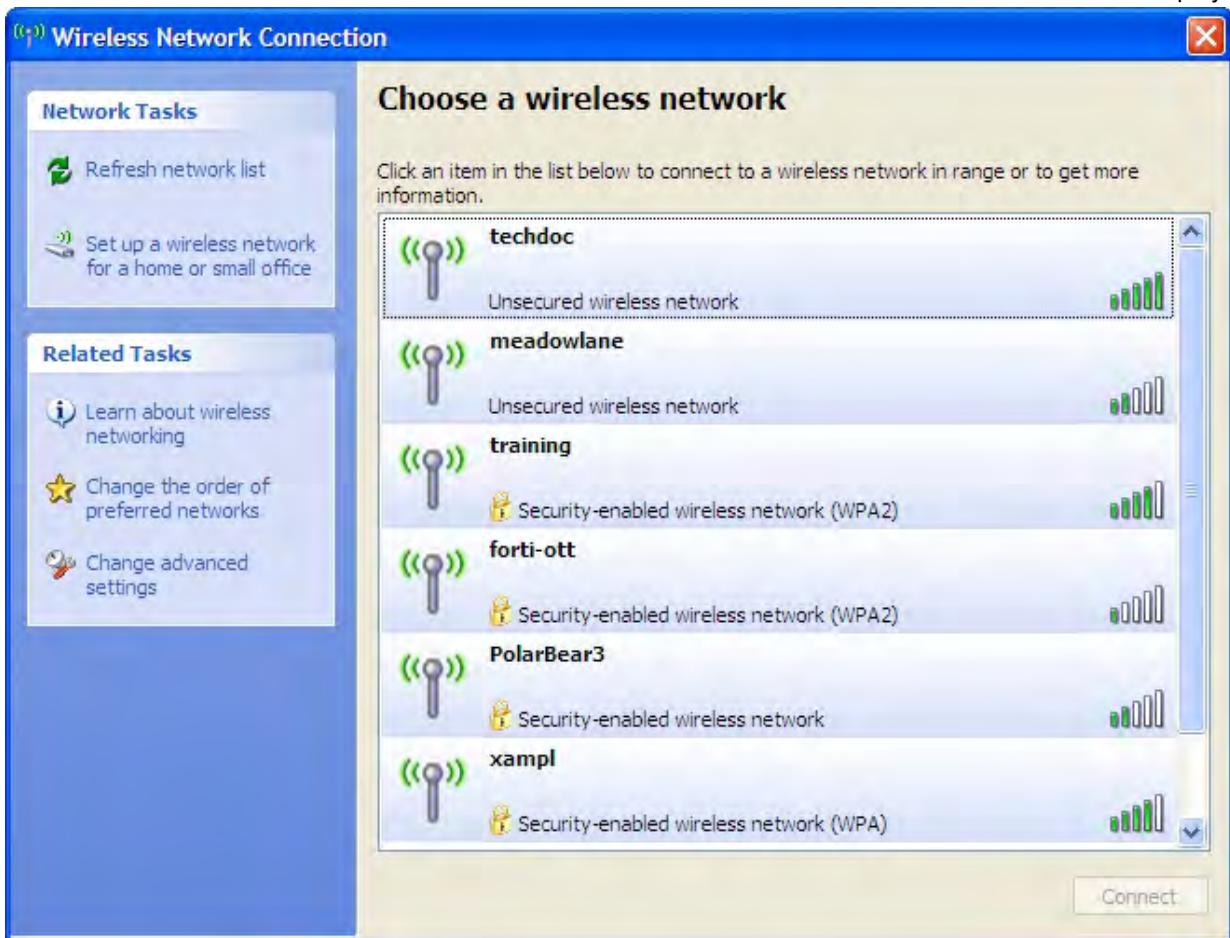 Wireless Network Connection
Network Tasks
Refresh network list
Set up a wireless network
for a home or small office
Related Tasks
Learn about wireless
networking
Change the order of
preferred networks
Change advanced
settings
Choose a wireless network
Click an item in the list below to connect to a wireless network in range or to get more
information.
techdoc
Unsecured wireless network
meadowlane
Unsecured wireless network
training
Security-enabled wireless network (WPA2)
forti-ott
Security-enabled wireless network (WPA2)
PolarBear3
Security-enabled wireless network
xampl
Security-enabled wireless network (WPA)
Connect